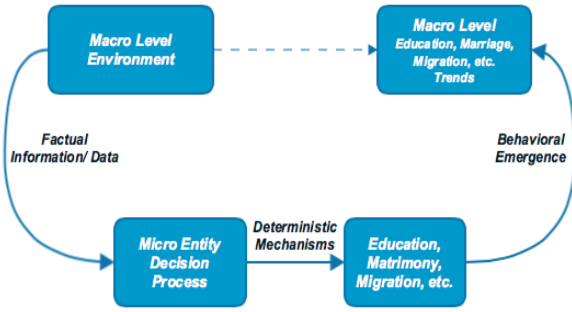 Macro Level
Environment
Macro Level
Education, Marriage,
Migration, etc.
Trends
Factual
Information/ Data
Behavioral
Emergence
Micro Entity
Decision
Process
Deterministic
Mechanisms
Education,
Matrimony,
Migration, etc.